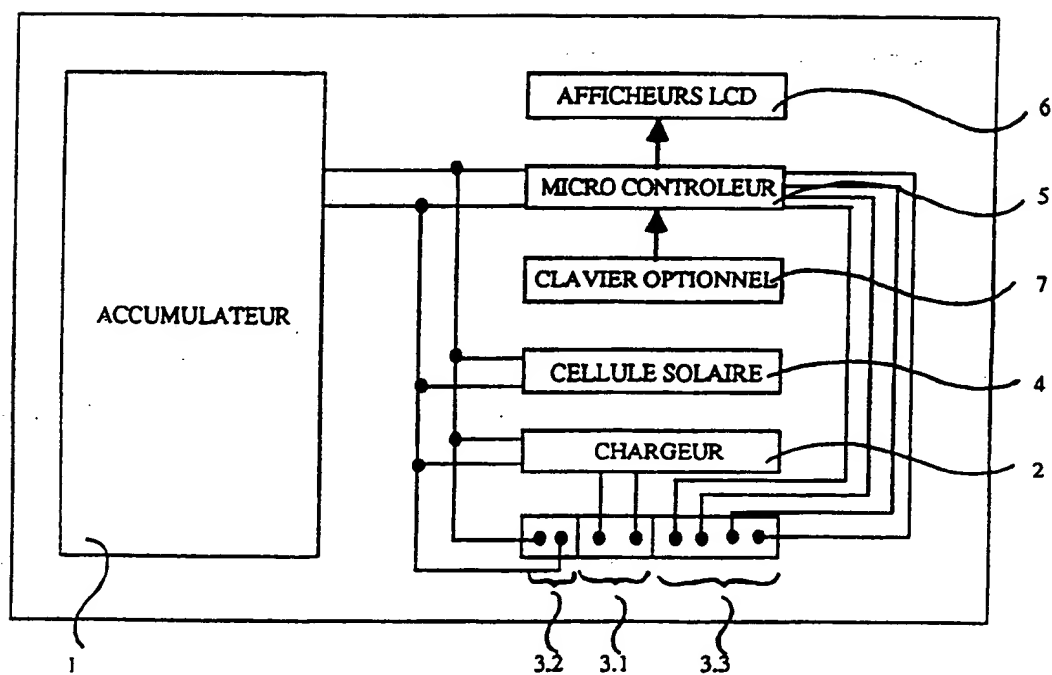 AFFICHEURS LCD
6
MICRO CONTROLEUR
5
CLAVIER OPTIONNEL
7
ACCUMULATEUR
CELLULE SOLAIRE
4
CHARGEUR
2
1
3.2
3.1
3.3